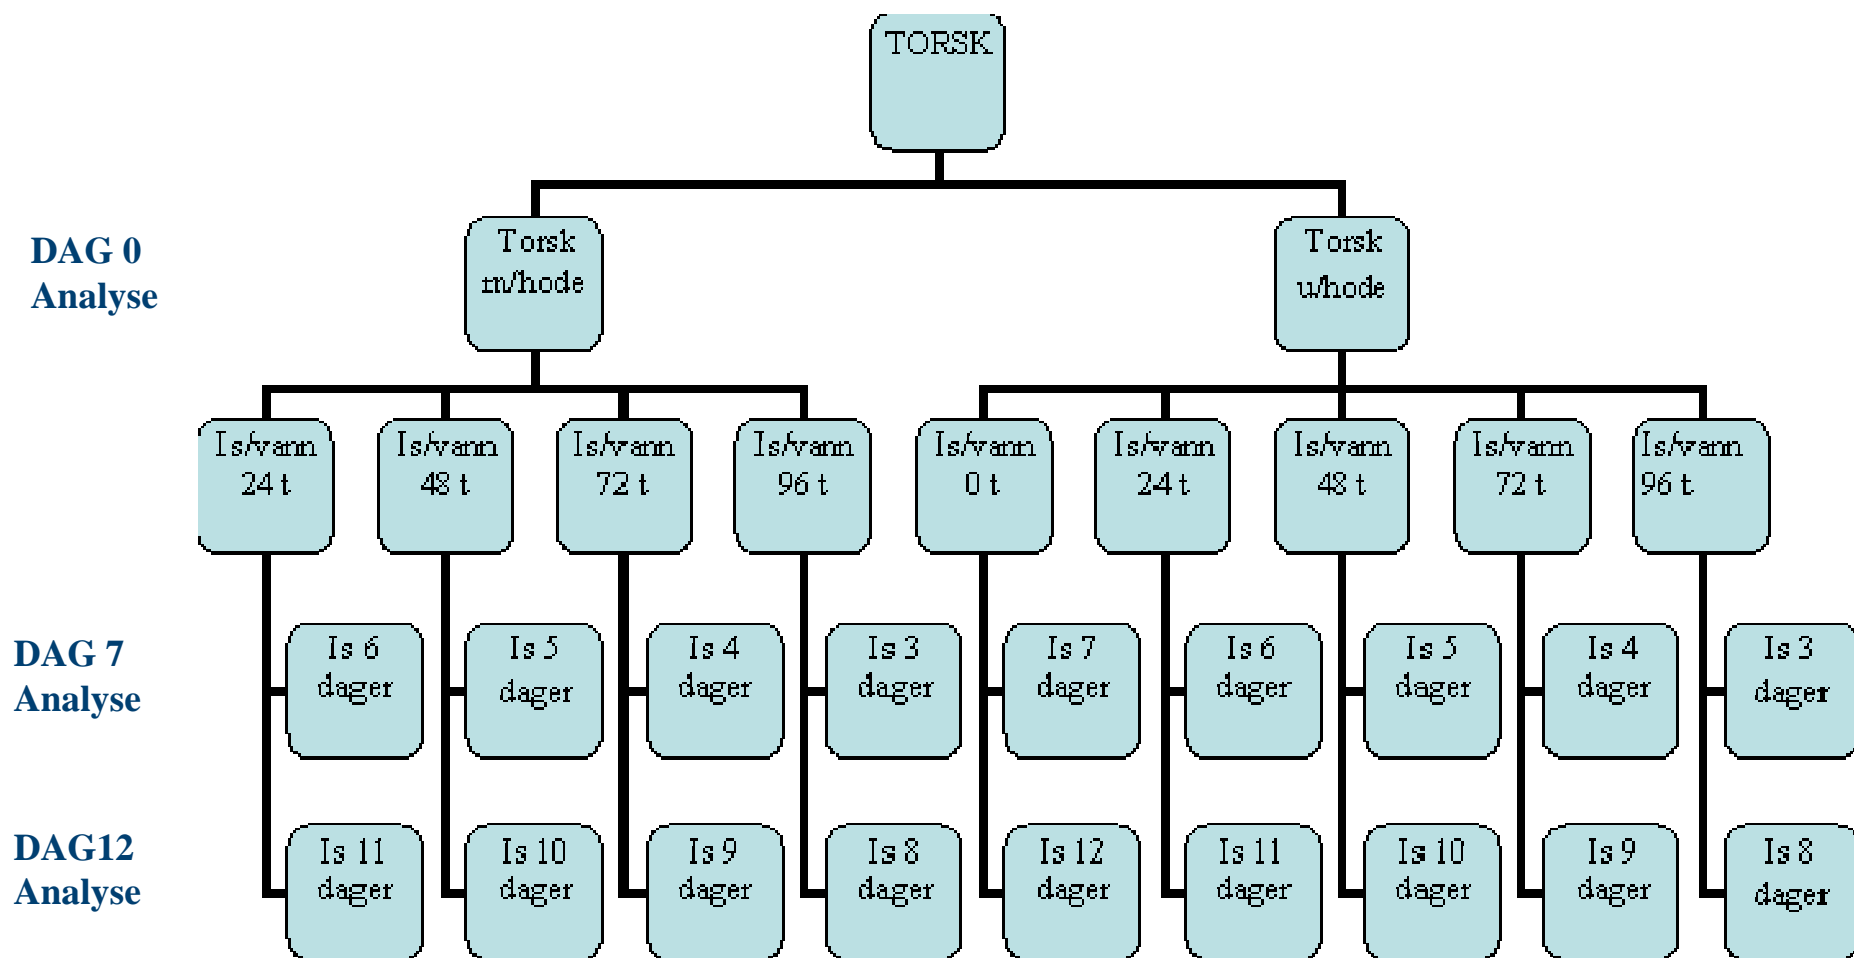 TORSK
DAG 0
Analyse
Torsk
m/hode
Torsk
u/hode
Is/vann
24 t
Is/vann
48 t
Is/vann
72 t
Is/vann
96 t
Is/vann
0 t
Is/vann
24 t
Is/vann
48 t
Is/vann
72 t
Is/vann
96 t
DAG 7
Analyse
Is 6
dager
Is 5
dager
Is 4
dager
Is 3
dager
Is 7
dager
Is 6
dager
Is 5
dager
Is 4
dager
Is 3
dager
DAG12
Analyse
Is 11
dager
Is 10
dager
Is 9
dager
Is 8
dager
Is 12
dager
Is 11
dager
Is 10
dager
Is 9
dager
Is 8
dager